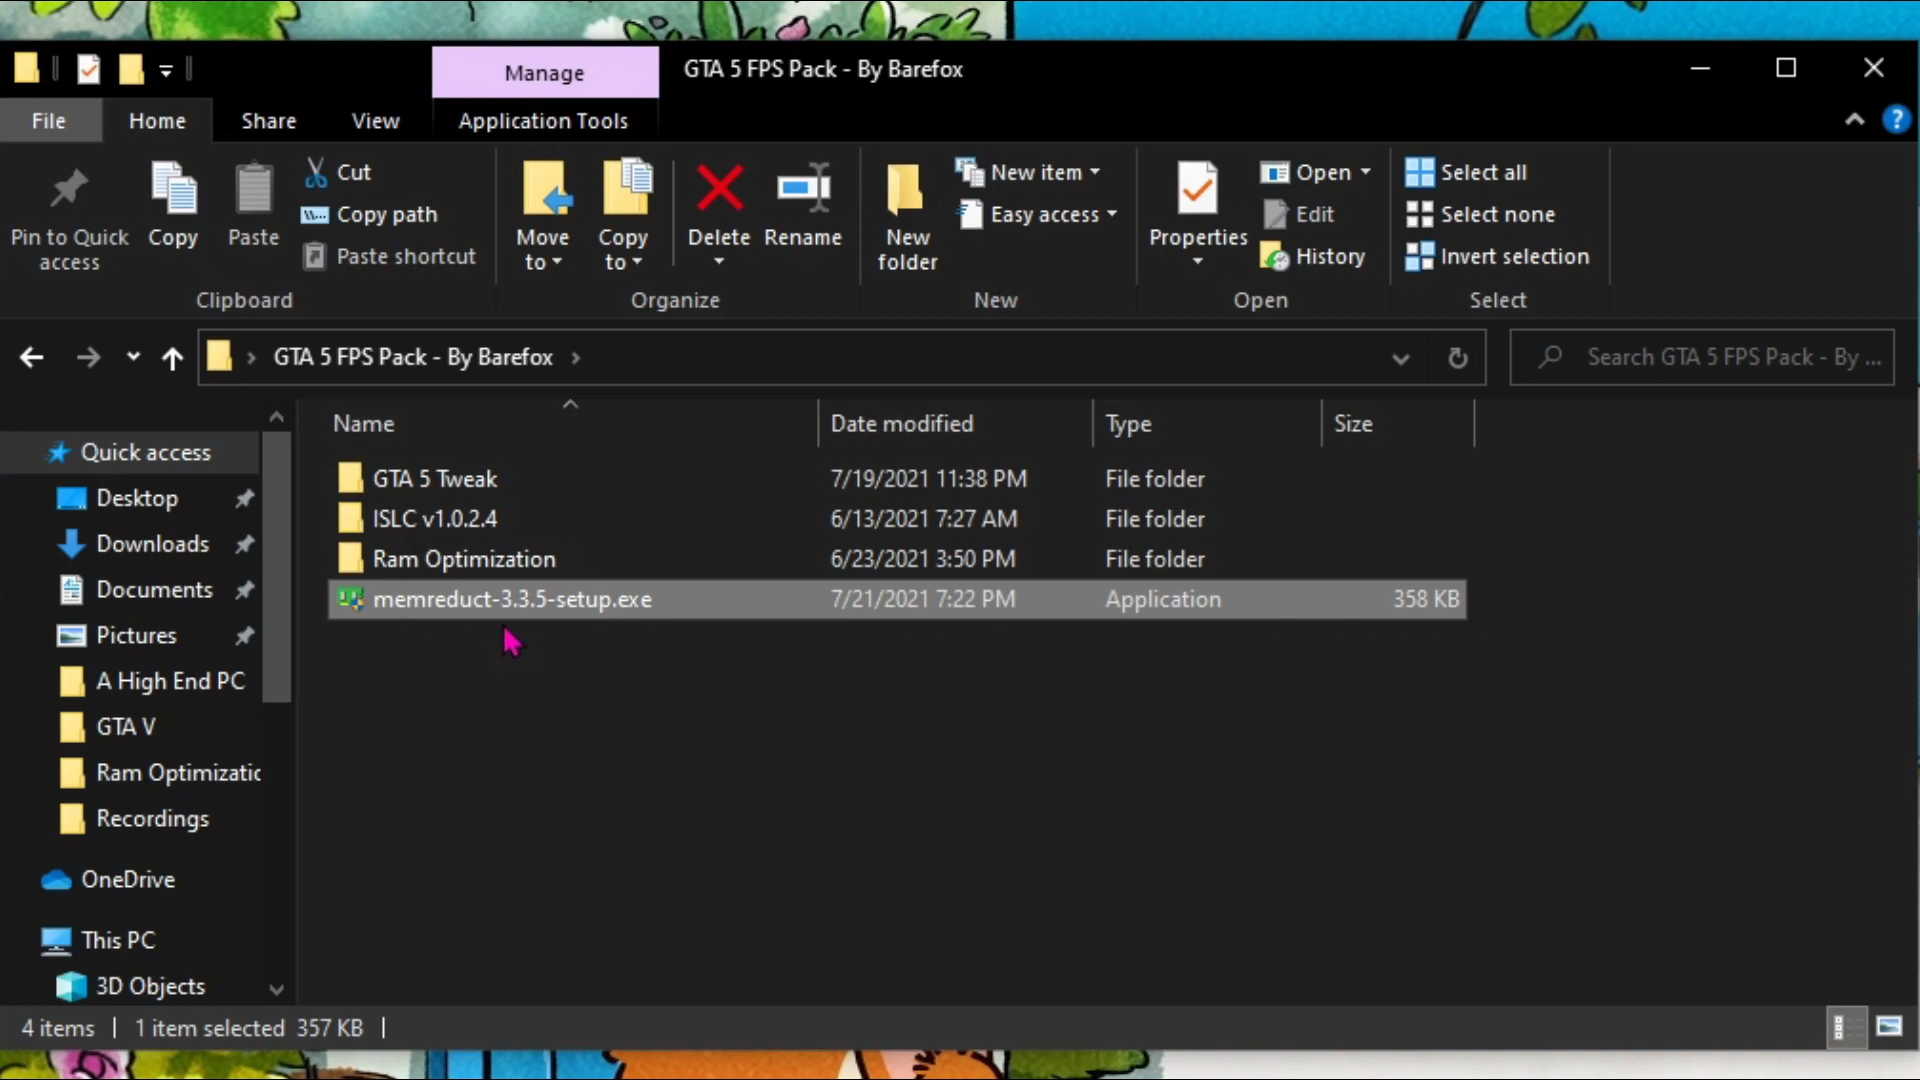 Manage
GTA 5 FPS Pack - By Barefox
File
Home
Share
View
Application Tools
Pin to Quick access
Copy
Paste
Cut
Copy path
Paste shortcut
Clipboard
Move to
Copy to
Delete
Rename
Organize
New folder
New item
Easy access
New
Properties
Open
Edit
History
Open
Select all
Select none
Invert selection
Select
GTA 5 FPS Pack - By Barefox
Search GTA 5 FPS Pack - By ...
Name
Date modified
Type
Size
GTA 5 Tweak 7/19/2021 11:38 PM File folder
ISLC v1.0.2.4 6/13/2021 7:27 AM File folder
Ram Optimization 6/23/2021 3:50 PM File folder
memreduct-3.3.5-setup.exe 7/21/2021 7:22 PM Application 358 KB
Quick access
Desktop
Downloads
Documents
Pictures
A High End PC
GTA V
Ram Optimizatic
Recordings
OneDrive
This PC
3D Objects
4 items
1 item selected 357 KB